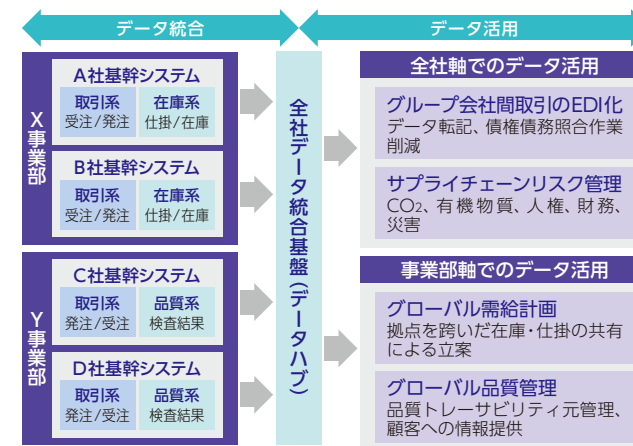 データ統合
データ活用
X事業部
A社基幹システム
取引系
受注/発注
在庫系
仕掛/在庫
B社基幹システム
取引系
受注/発注
在庫系
仕掛/在庫
Y事業部
C社基幹システム
取引系
発注/受注
品質系
検査結果
D社基幹システム
取引系
発注/受注
品質系
検査結果
全社データ統合基盤(データハブ)
全社軸でのデータ活用
グループ会社間取引のEDI化
データ転記、債権債務照合作業
削減
サプライチェーンリスク管理
CO2、有機物質、人権、財務、
災害
事業部軸でのデータ活用
グローバル需給計画
拠点を跨いだ在庫・仕掛の共有
による立案
グローバル品質管理
品質トレーサビリティ元管理、
顧客への情報提供